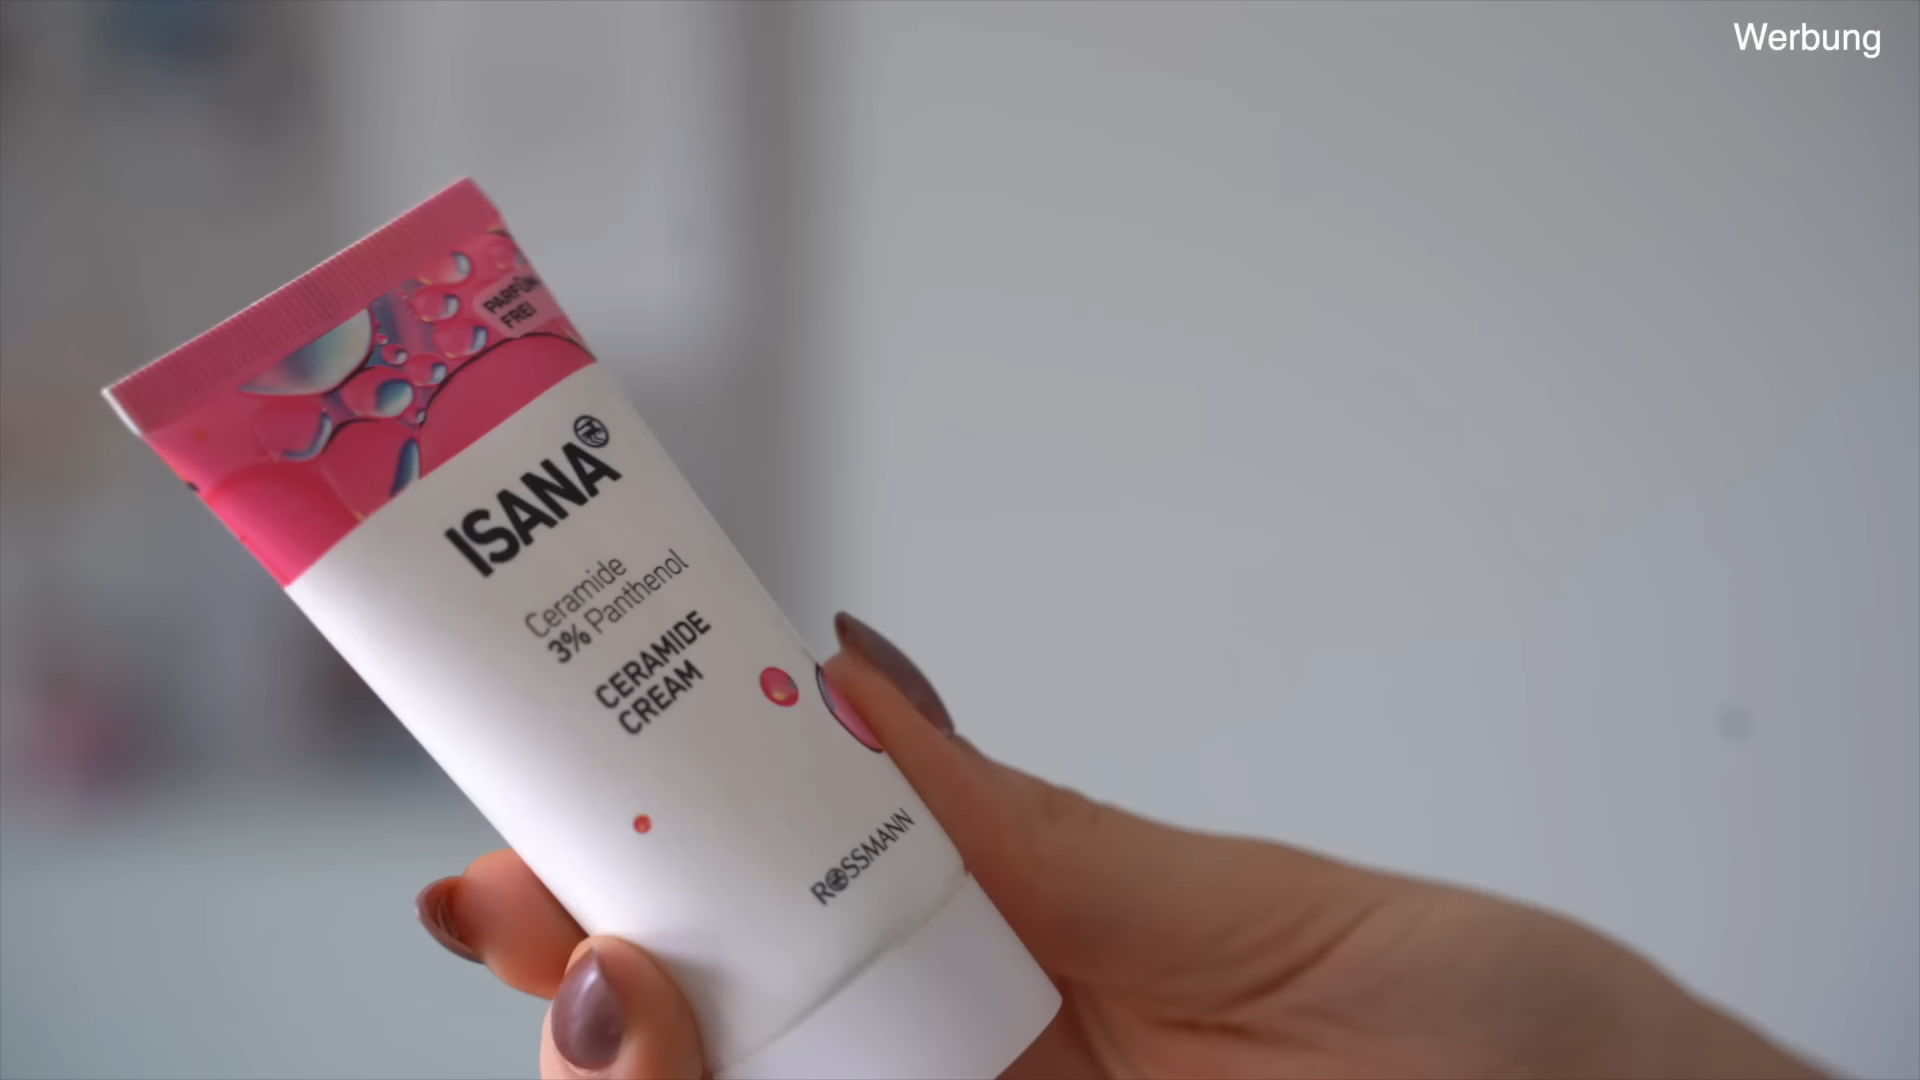 Werbung
PARFÜM
FREI
ISANA
Ceramide
3% Panthenol
CERAMIDE
CREAM
ROSSMANN